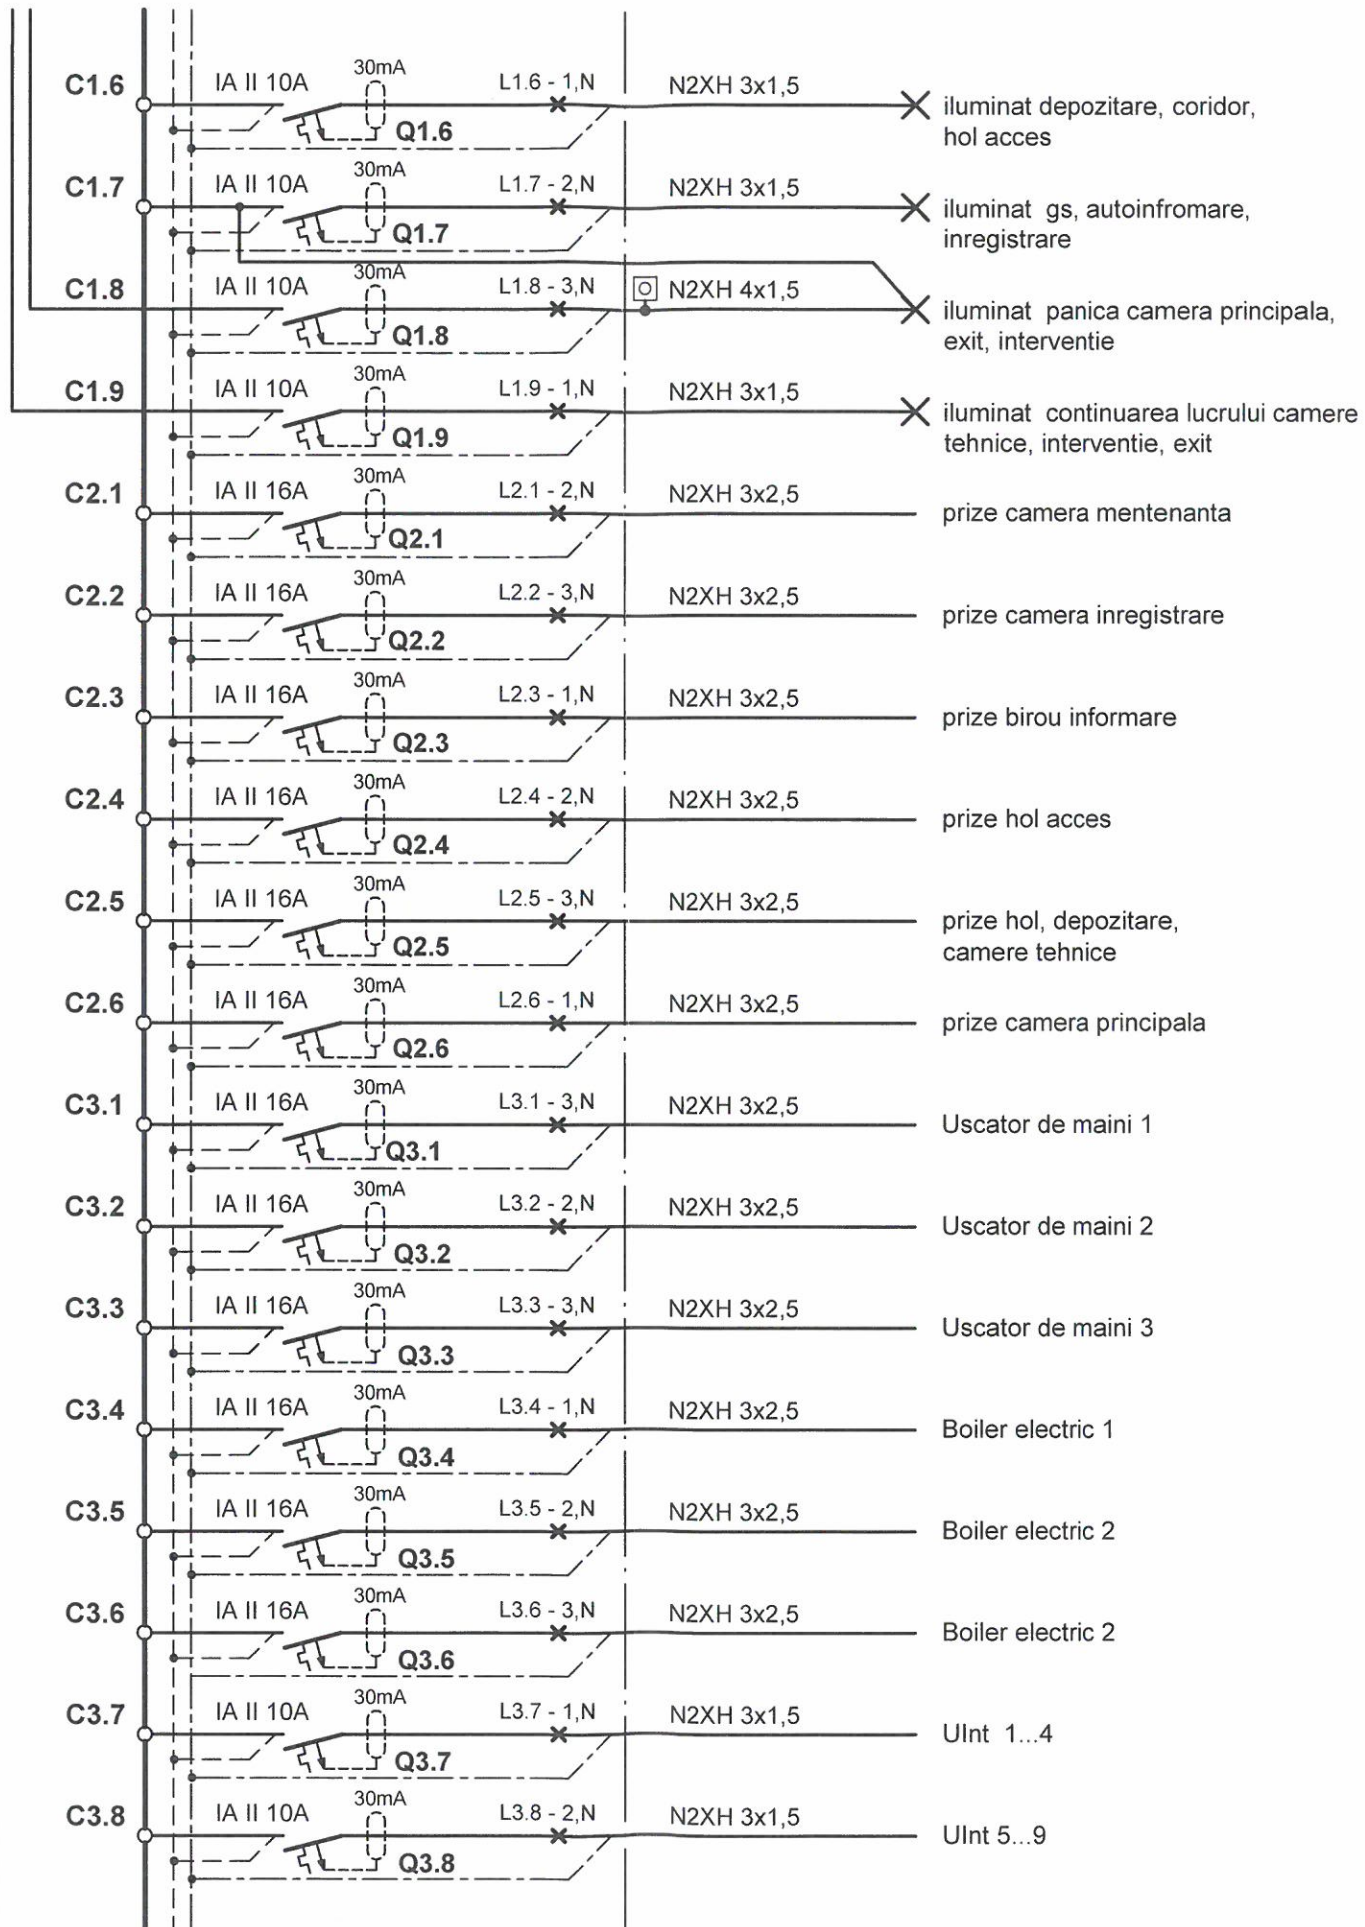 30mA
C1.6 IA II 10A L1.6 - 1,N N2XH 3x1,5
Q1.6 iluminat depozitare, coridor,
hol acces
30mA
C1.7 IA II 10A L1.7 - 2,N N2XH 3x1,5
Q1.7 iluminat gs, autoinfromare,
inregistrare
30mA
C1.8 IA II 10A L1.8 - 3,N N2XH 4x1,5
Q1.8 iluminat panica camera principala,
exit, interventie
30mA
C1.9 IA II 10A L1.9 - 1,N N2XH 3x1,5
Q1.9 iluminat continuarea lucrului camere
tehnice, interventie, exit
30mA
C2.1 IA II 16A L2.1 - 2,N N2XH 3x2,5
Q2.1 prize camera mentenanta
30mA
C2.2 IA II 16A L2.2 - 3,N N2XH 3x2,5
Q2.2 prize camera inregistrare
30mA
C2.3 IA II 16A L2.3 - 1,N N2XH 3x2,5
Q2.3 prize birou informare
30mA
C2.4 IA II 16A L2.4 - 2,N N2XH 3x2,5
Q2.4 prize hol acces
30mA
C2.5 IA II 16A L2.5 - 3,N N2XH 3x2,5
Q2.5 prize hol, depozitare,
camere tehnice
30mA
C2.6 IA II 16A L2.6 - 1,N N2XH 3x2,5
Q2.6 prize camera principala
30mA
C3.1 IA II 16A L3.1 - 3,N N2XH 3x2,5
Q3.1 Uscator de maini 1
30mA
C3.2 IA II 16A L3.2 - 2,N N2XH 3x2,5
Q3.2 Uscator de maini 2
30mA
C3.3 IA II 16A L3.3 - 3,N N2XH 3x2,5
Q3.3 Uscator de maini 3
30mA
C3.4 IA II 16A L3.4 - 1,N N2XH 3x2,5
Q3.4 Boiler electric 1
30mA
C3.5 IA II 16A L3.5 - 2,N N2XH 3x2,5
Q3.5 Boiler electric 2
30mA
C3.6 IA II 16A L3.6 - 3,N N2XH 3x2,5
Q3.6 Boiler electric 2
30mA
C3.7 IA II 10A L3.7 - 1,N N2XH 3x1,5
Q3.7 UInt 1...4
30mA
C3.8 IA II 10A L3.8 - 2,N N2XH 3x1,5
Q3.8 UInt 5...9